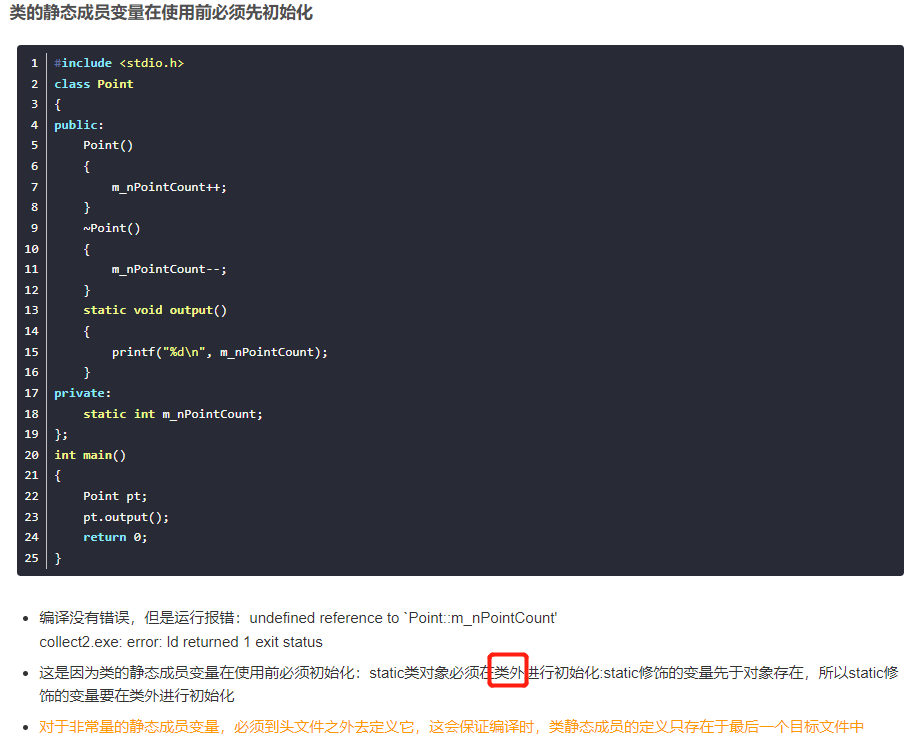 类的静态成员变量在使用前必须先初始化
1 #include <stdio.h>
2 class Point
3 {
4 public:
5     Point()
6     {
7         m_nPointCount++;
8     }
9     ~Point()
10     {
11         m_nPointCount--;
12     }
13     static void output()
14     {
15         printf("%d\n", m_nPointCount);
16     }
17 private:
18     static int m_nPointCount;
19 };
20 int main()
21 {
22     Point pt;
23     pt.output();
24     return 0;
25 }
• 编译没有错误，但是运行报错：undefined reference to `Point::m_nPointCount'
collect2.exe: error: ld returned 1 exit status
• 这是因为类的静态成员变量在使用前必须初始化：static类对象必须在类外进行初始化:static修饰的变量先于对象存在，所以static修
饰的变量要在类外进行初始化
• 对于非常量的静态成员变量，必须到头文件之外去定义它，这会保证编译时，类静态成员的定义只存在于最后一个目标文件中